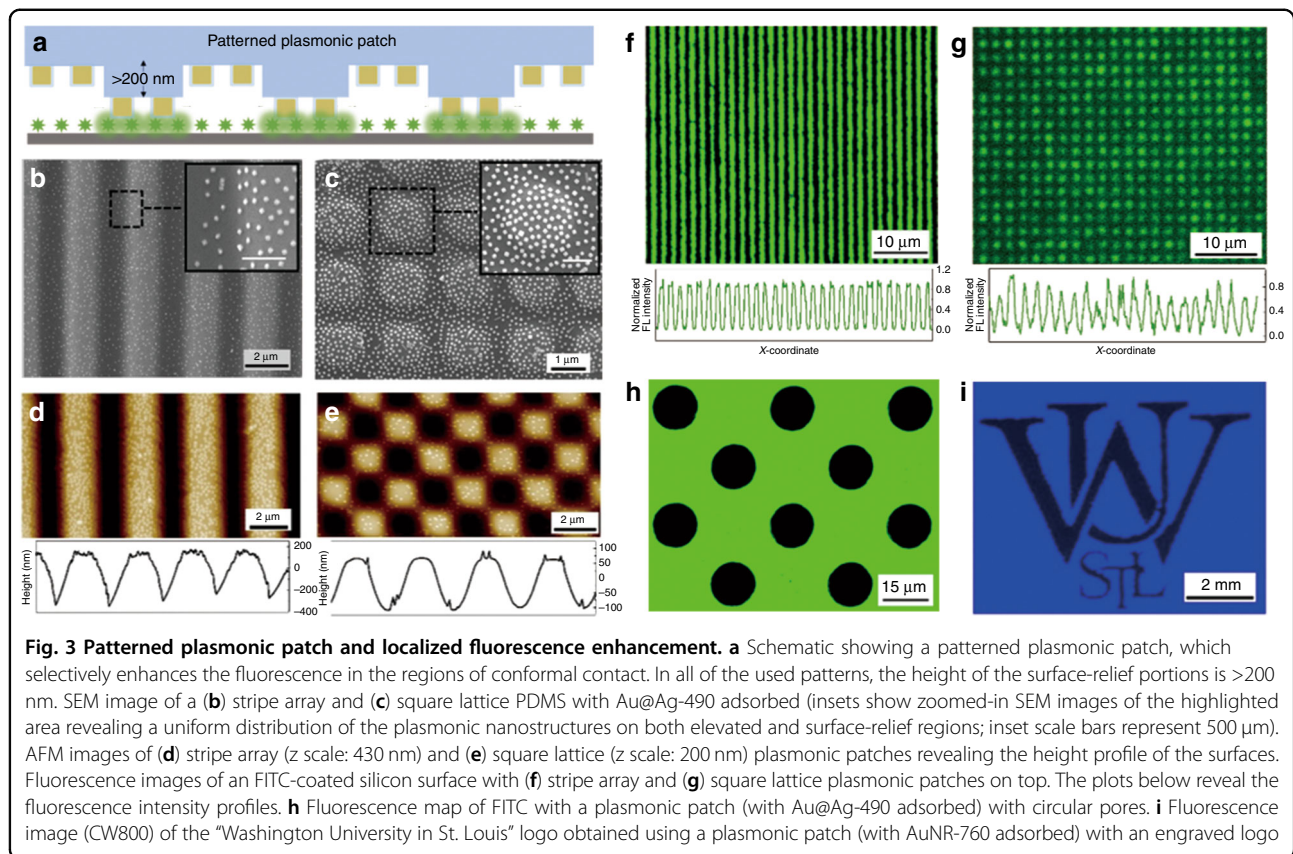 a
Patterned plasmonic patch
>200 nm
b
2 μm
c
1 μm
d
2 μm
Height (nm)
200
0
−200
−400
e
2 μm
Height (nm)
100
50
0
−50
−100
f
10 μm
Normalized
FL intensity
1.2
0.8
0.4
0.0
X-coordinate
g
10 μm
Normalized
FL intensity
0.8
0.4
0.0
X-coordinate
h
15 μm
i
WU
STL
2 mm
Fig. 3 Patterned plasmonic patch and localized fluorescence enhancement. a Schematic showing a patterned plasmonic patch, which
selectively enhances the fluorescence in the regions of conformal contact. In all of the used patterns, the height of the surface-relief portions is >200
nm. SEM image of a (b) stripe array and (c) square lattice PDMS with Au@Ag-490 adsorbed (insets show zoomed-in SEM images of the highlighted
area revealing a uniform distribution of the plasmonic nanostructures on both elevated and surface-relief regions; inset scale bars represent 500 μm).
AFM images of (d) stripe array (z scale: 430 nm) and (e) square lattice (z scale: 200 nm) plasmonic patches revealing the height profile of the surfaces.
Fluorescence images of an FITC-coated silicon surface with (f) stripe array and (g) square lattice plasmonic patches on top. The plots below reveal the
fluorescence intensity profiles. h Fluorescence map of FITC with a plasmonic patch (with Au@Ag-490 adsorbed) with circular pores. i Fluorescence
image (CW800) of the “Washington University in St. Louis” logo obtained using a plasmonic patch (with AuNR-760 adsorbed) with an engraved logo